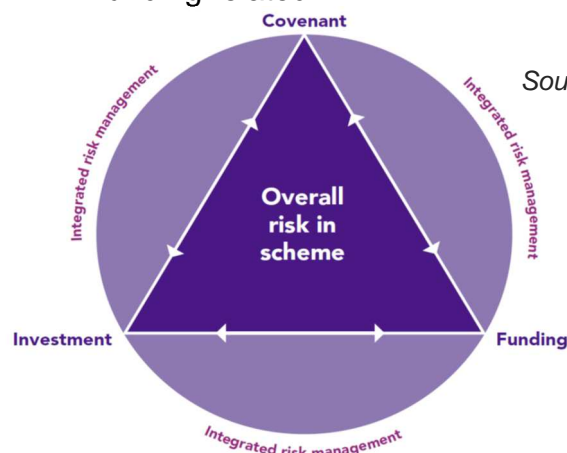 Covenant
Sou
Integrated risk management
Integrated risk management
Overall
risk in
scheme
Investment
Funding
Integrated risk management